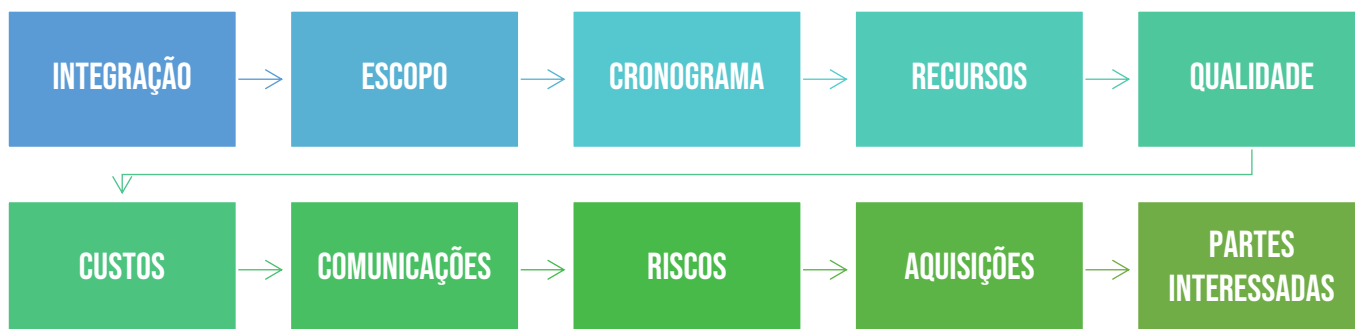 INTEGRAÇÃO
ESCOPO
CRONOGRAMA
RECURSOS
QUALIDADE
CUSTOS
COMUNICAÇÕES
RISCOS
AQUISIÇÕES
PARTES
INTERESSADAS